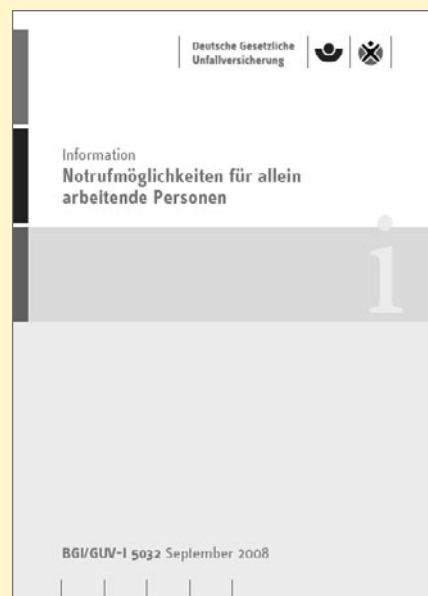 Deutsche Gesetzliche
Unfallversicherung
Information
Notrufmöglichkeiten für allein
arbeitende Personen
i
BGI/GUV-I 5032 September 2008